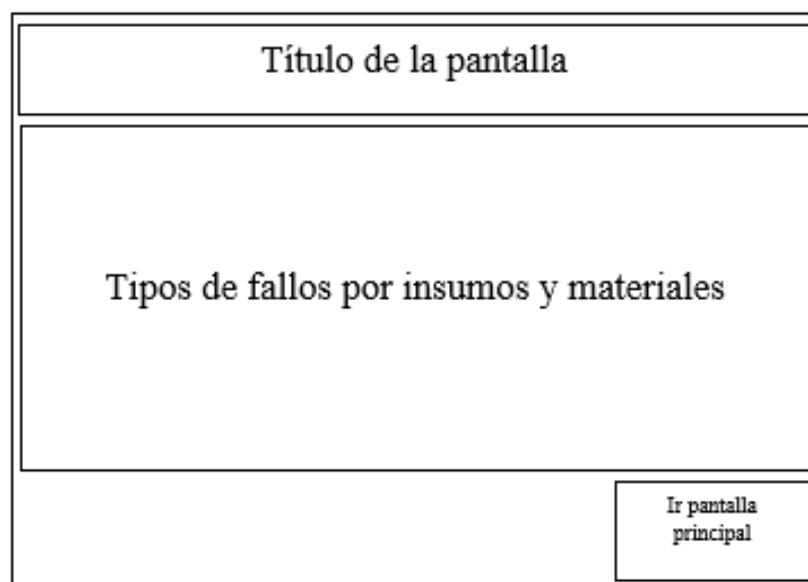 Título de la pantalla
Tipos de fallos por insumos y materiales
Ir pantalla
principal